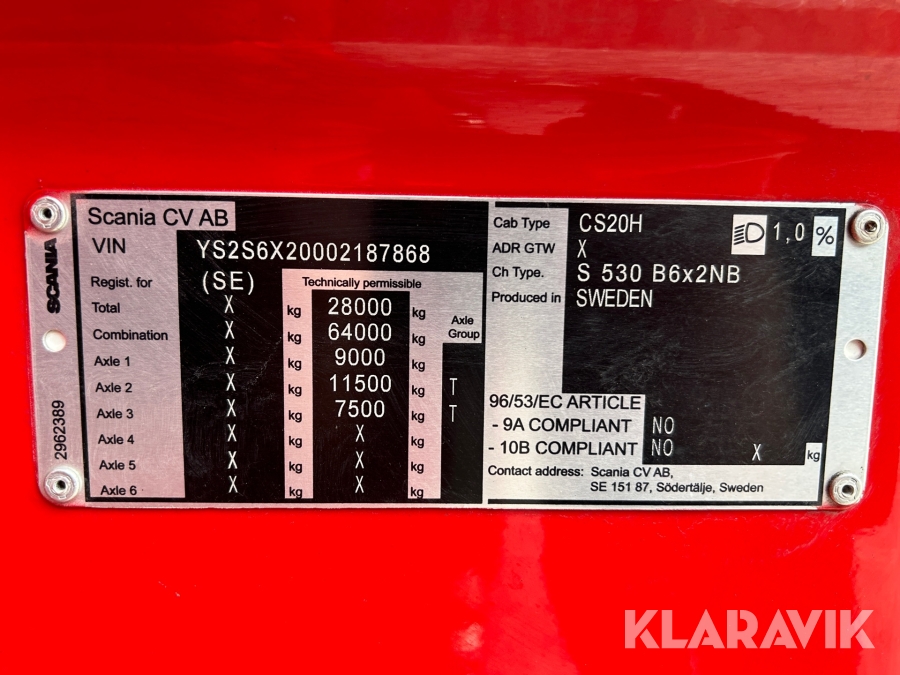 KLARAVIK
SCANIA
2962389
Scania CV AB
VIN YS2S6X20002187868
Regist. for (SE) Technically permissible
Total X kg 28000 kg Axle Group
Combination X kg 64000 kg
Axle 1 X kg 9000 kg
Axle 2 X kg 11500 kg T
Axle 3 X kg 7500 kg T
Axle 4 X kg X kg
Axle 5 X kg X kg
Axle 6 X kg X kg
Cab Type CS20H 1,0 %
ADR GTW X
Ch Type. S 530 B6x2NB
Produced in SWEDEN
96/53/EC ARTICLE
- 9A COMPLIANT NO
- 10B COMPLIANT NO X kg
Contact address: Scania CV AB,
SE 151 87, Södertälje, Sweden
KLARAVIK